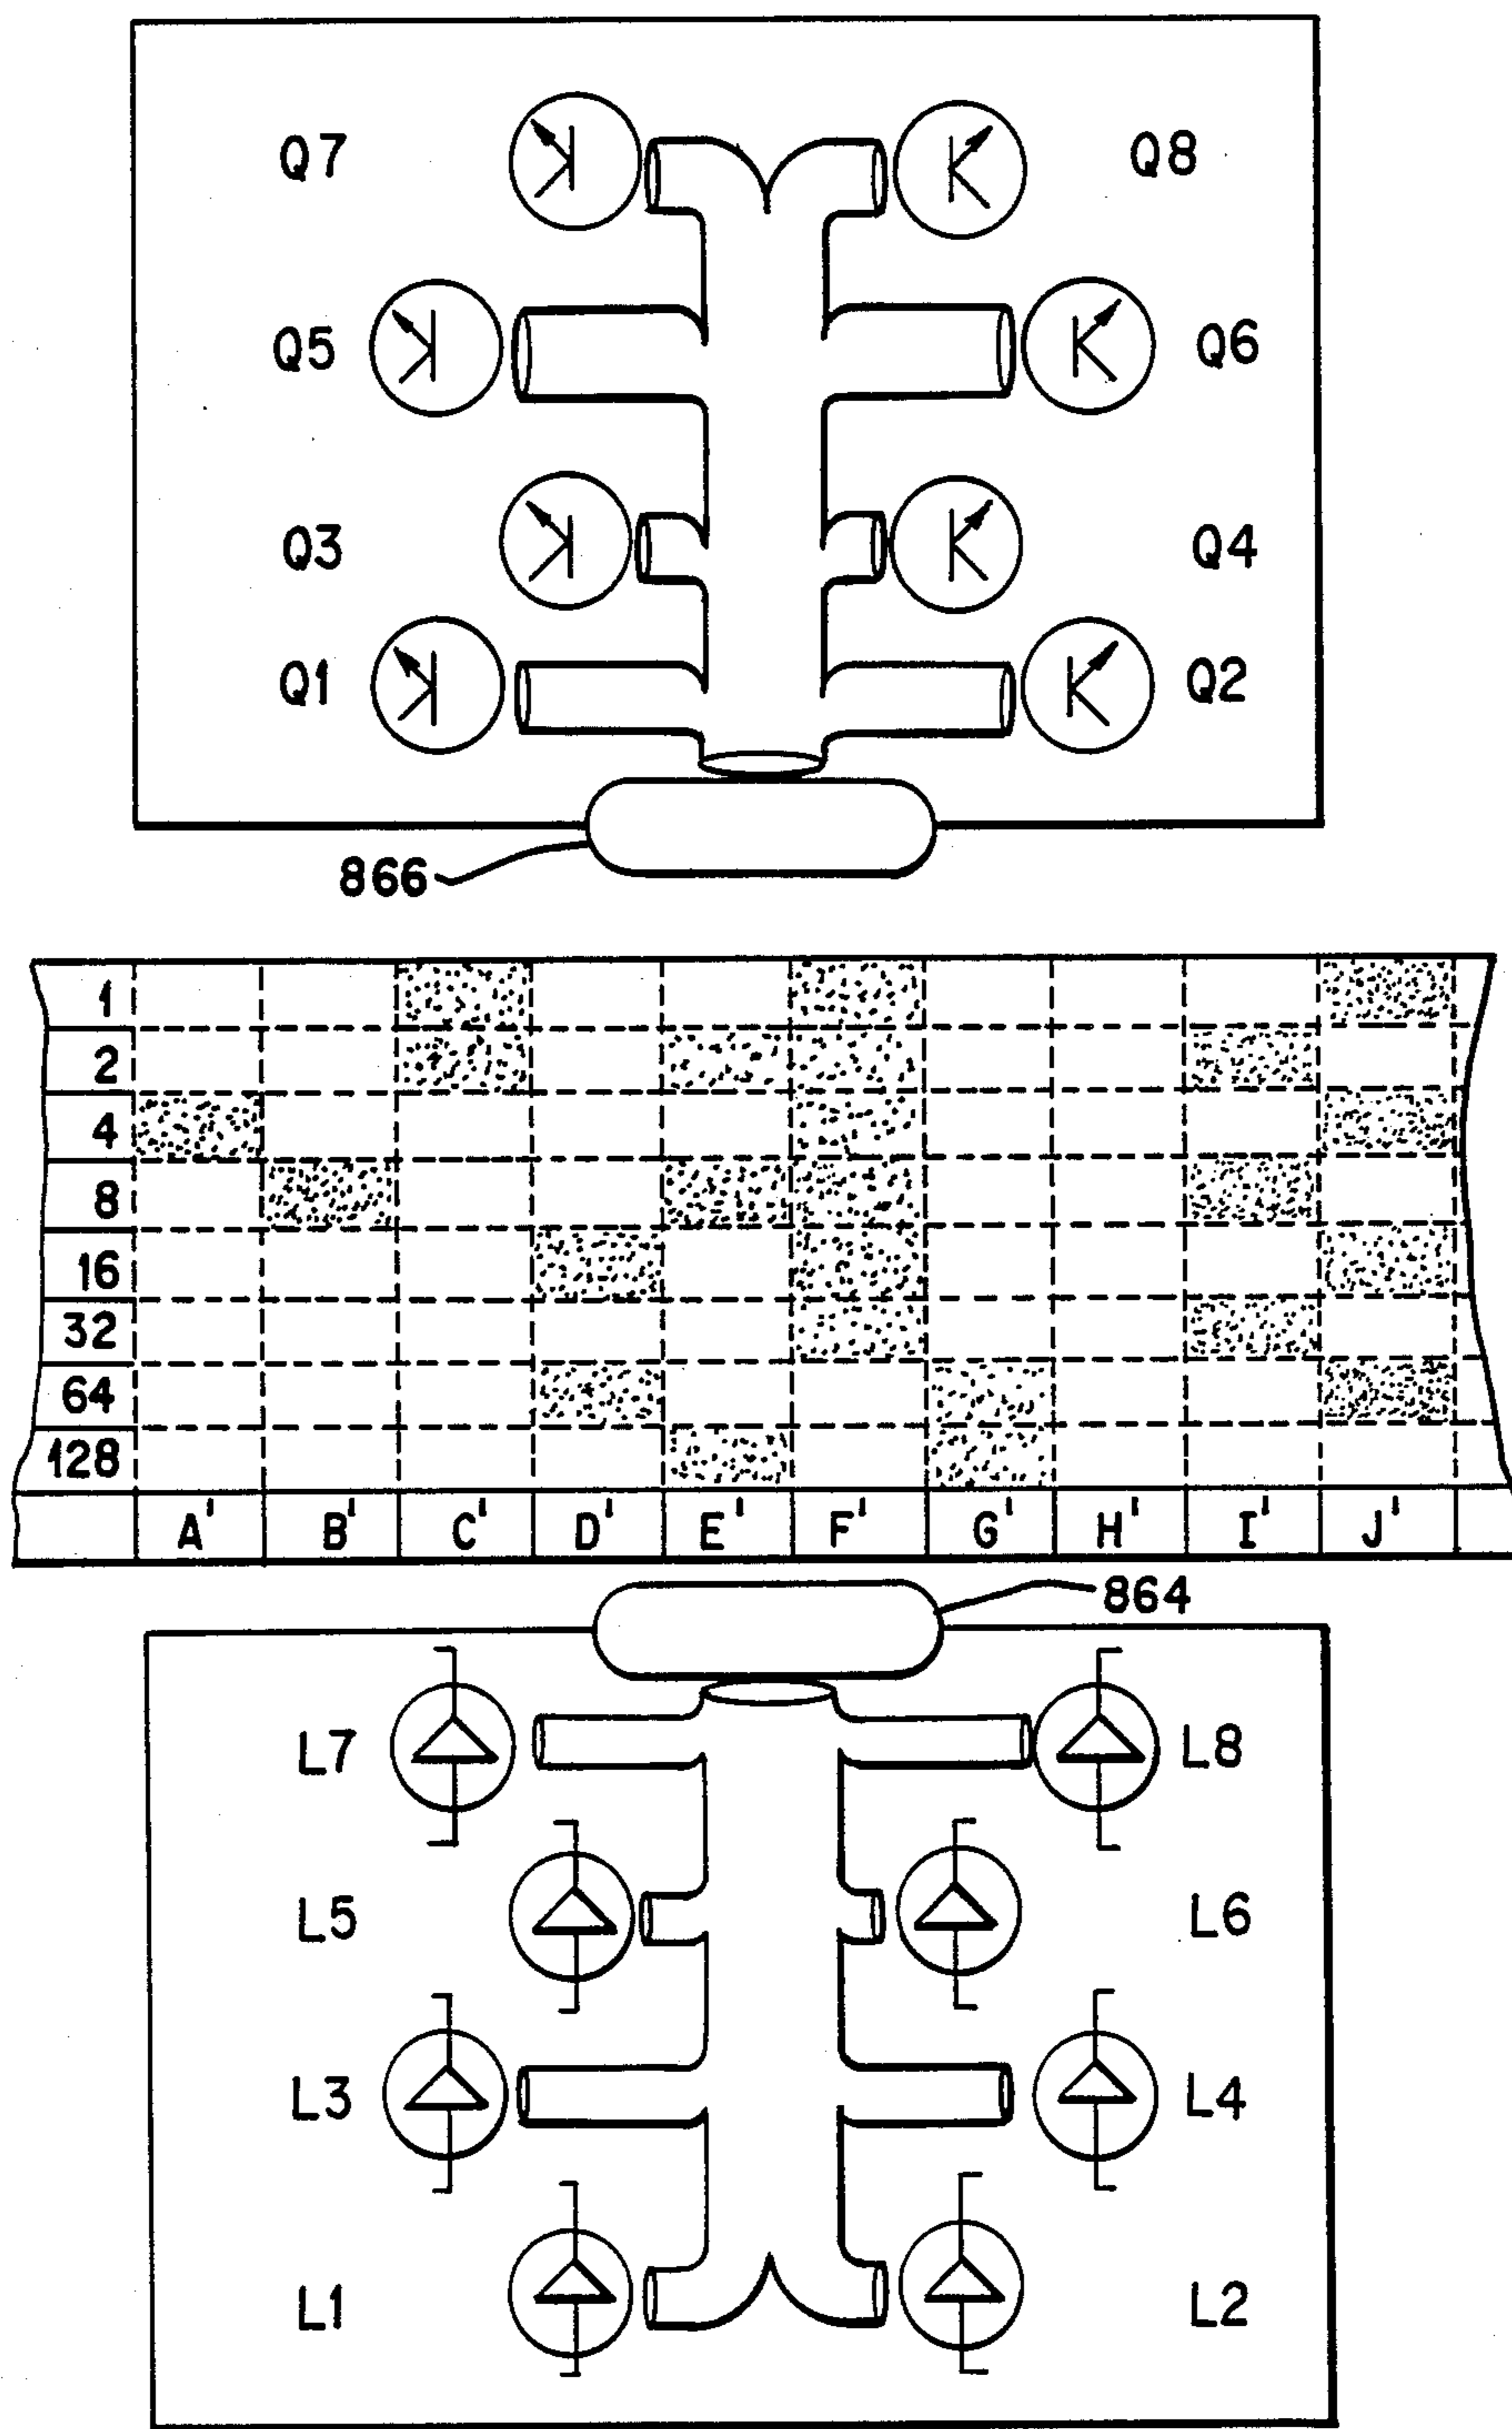 Q7 Q8
Q5 Q6
Q3 Q4
Q1 Q2
866
1
2
4
8
16
32
64
128
A' B' C' D' E' F' G' H' I' J'
864
L7 L8
L5 L6
L3 L4
L1 L2